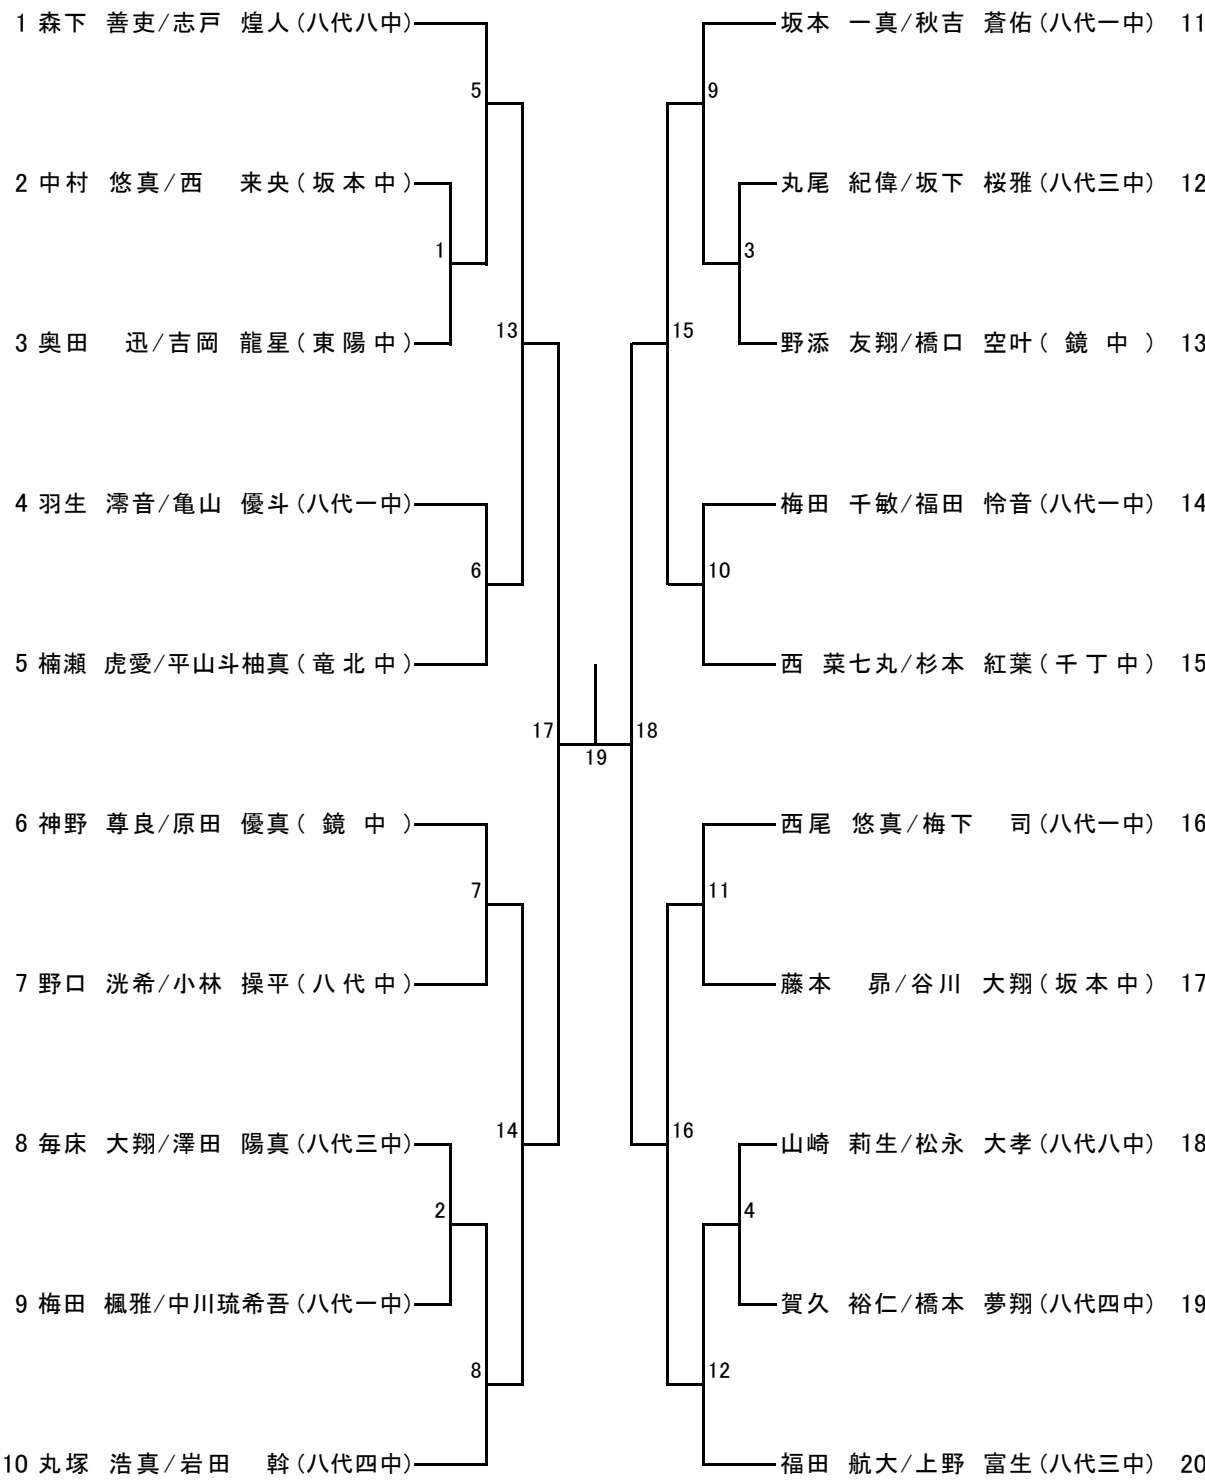 1 森下 善吏/志戸 煌人(八代八中)
5
2 中村 悠真/西 来央(坂本中)
1
3 奥田 迅/吉岡 龍星(東陽中)
13
4 羽生 澪音/亀山 優斗(八代一中)
6
5 楠瀬 虎愛/平山斗柚真(竜北中)
17
6 神野 尊良/原田 優真(鏡中)
7
7 野口 洸希/小林 操平(八代中)
8 毎床 大翔/澤田 陽真(八代三中)
14
2
9 梅田 楓雅/中川琉希吾(八代一中)
8
10 丸塚 浩真/岩田 幹(八代四中)
19
坂本 一真/秋吉 蒼佑(八代一中) 11
9
丸尾 紀偉/坂下 桜雅(八代三中) 12
3
野添 友翔/橋口 空叶(鏡中) 13
15
梅田 千敏/福田 怜音(八代一中) 14
10
西 菜七丸/杉本 紅葉(千丁中) 15
18
西尾 悠真/梅下 司(八代一中) 16
11
藤本 昴/谷川 大翔(坂本中) 17
16
山崎 莉生/松永 大孝(八代八中) 18
4
賀久 裕仁/橋本 夢翔(八代四中) 19
12
福田 航大/上野 富生(八代三中) 20